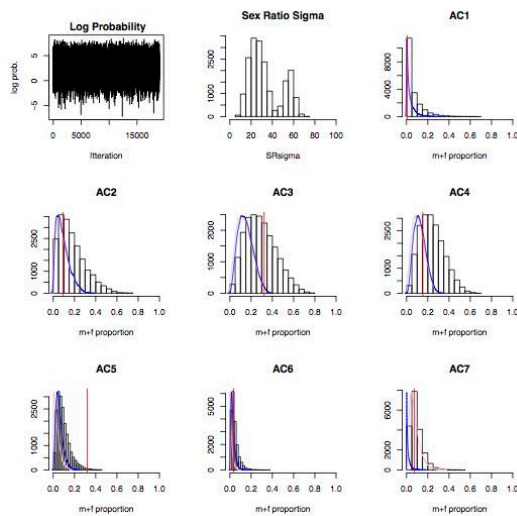 Log Probability
log prob.
5
0
−5
0
5000
15000
Itteration
Sex Ratio Sigma
2500
1000
0
0 20 40 60 80 100
SRsigma
AC1
8000
4000
0
0.0 0.2 0.4 0.6 0.8 1.0
m+f proportion
AC2
2500
1000
0
0.0 0.2 0.4 0.6 0.8 1.0
m+f proportion
AC3
3000
2000
1000
0
0.0 0.2 0.4 0.6 0.8 1.0
m+f proportion
AC4
2500
1000
0
0.0 0.2 0.4 0.6 0.8 1.0
m+f proportion
AC5
2500
1000
0
0.0 0.2 0.4 0.6 0.8 1.0
m+f proportion
AC6
5000
2000
0
0.0 0.2 0.4 0.6 0.8 1.0
m+f proportion
AC7
6000
3000
0
0.0 0.2 0.4 0.6 0.8 1.0
m+f proportion